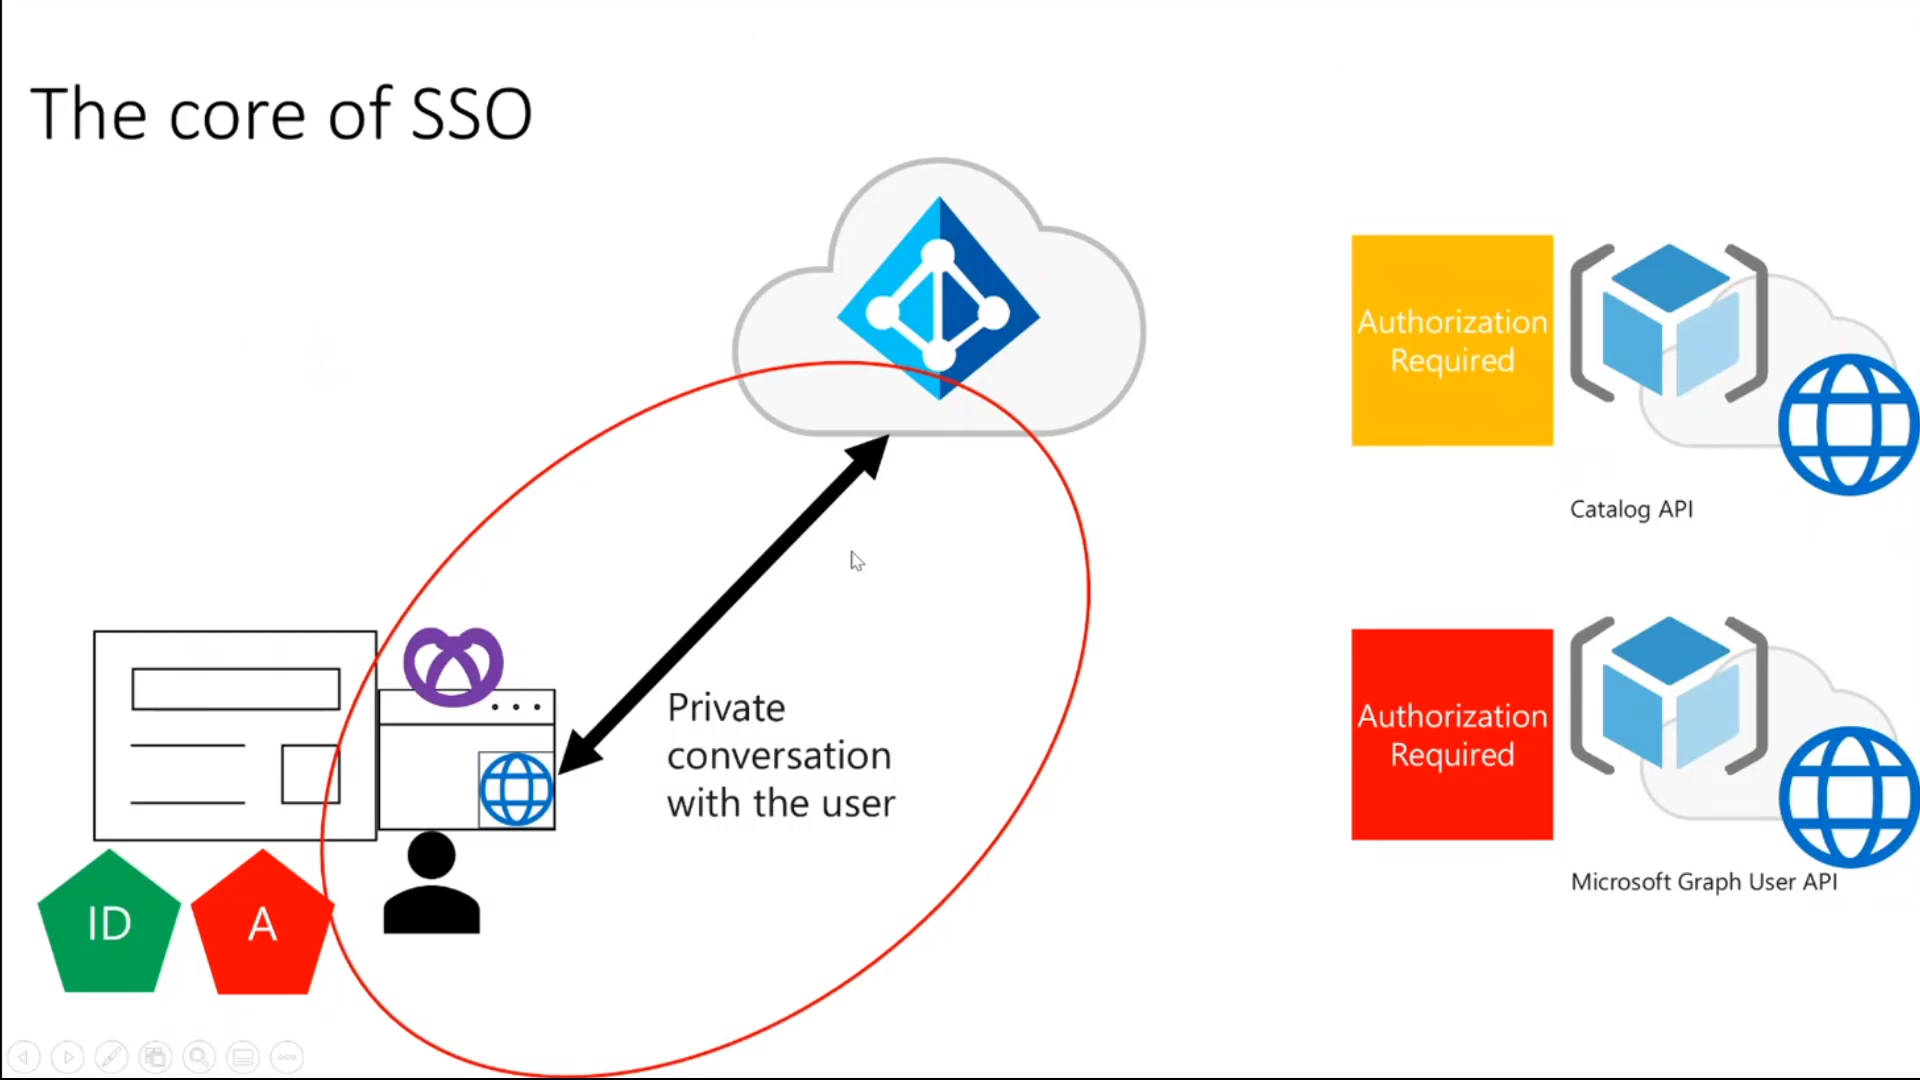 The core of SSO
Authorization
Required
Catalog API
Private
conversation
with the user
Authorization
Required
Microsoft Graph User API
ID
A